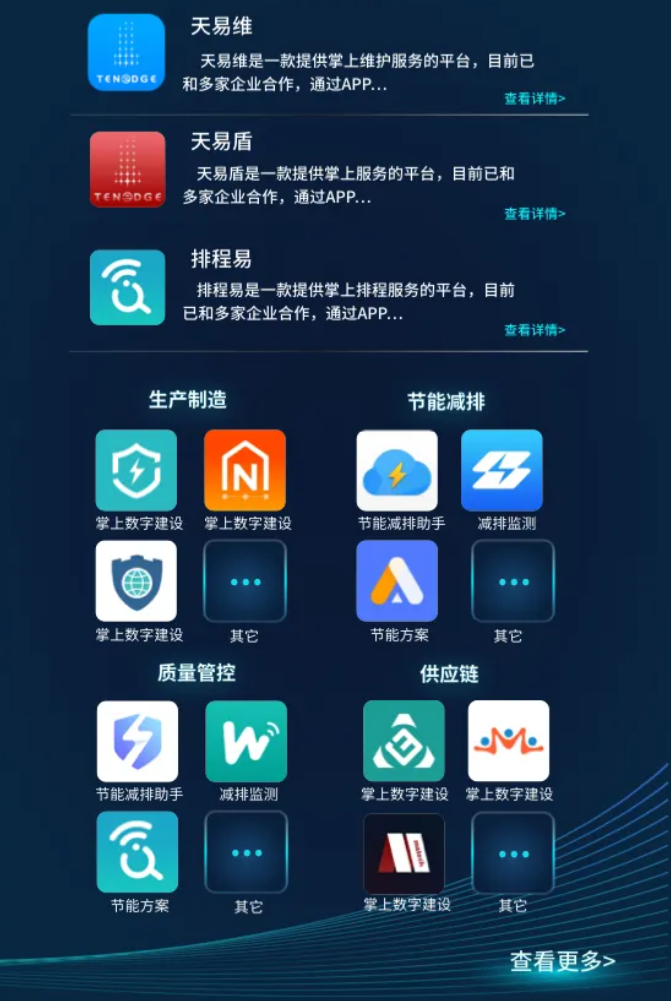 天易维
天易维是一款提供掌上维护服务的平台，目前已
和多家企业合作，通过APP...
TENODGE
查看详情>
天易盾
天易盾是一款提供掌上服务的平台，目前已和
多家企业合作，通过APP...
TENODGE
查看详情>
排程易
排程易是一款提供掌上排程服务的平台，目前
已和多家企业合作，通过APP...
查看详情>
生产制造
节能减排
N
掌上数字建设
掌上数字建设
节能减排助手
减排监测
掌上数字建设
其它
节能方案
其它
质量管控
供应链
节能减排助手
减排监测
掌上数字建设
掌上数字建设
节能方案
其它
掌上数字建设
其它
查看更多>